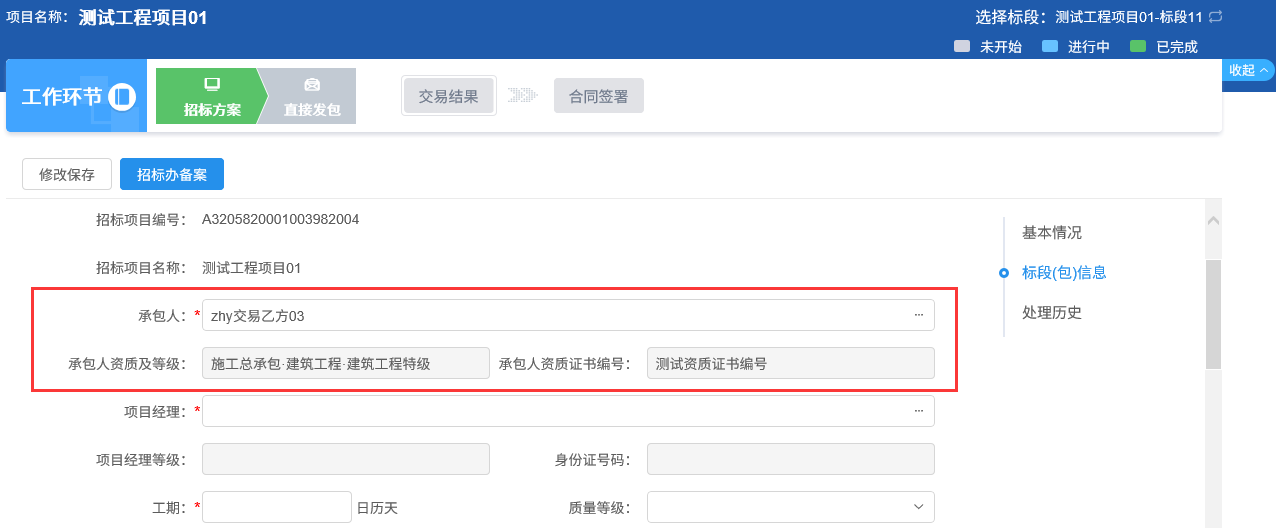 项目名称： 测试工程项目01
选择标段： 测试工程项目01-标段11
未开始 进行中 已完成
收起
工作环节
招标方案 直接发包 交易结果 合同签署
修改保存 招标办备案
招标项目编号： A3205820001003982004
招标项目名称： 测试工程项目01
承包人：* zhy交易乙方03 ...
承包人资质及等级： 施工总承包·建筑工程·建筑工程特级 承包人资质证书编号： 测试资质证书编号
项目经理：* ...
项目经理等级： 身份证号码：
工期：* 日历天 质量等级：
基本情况
标段(包)信息
处理历史